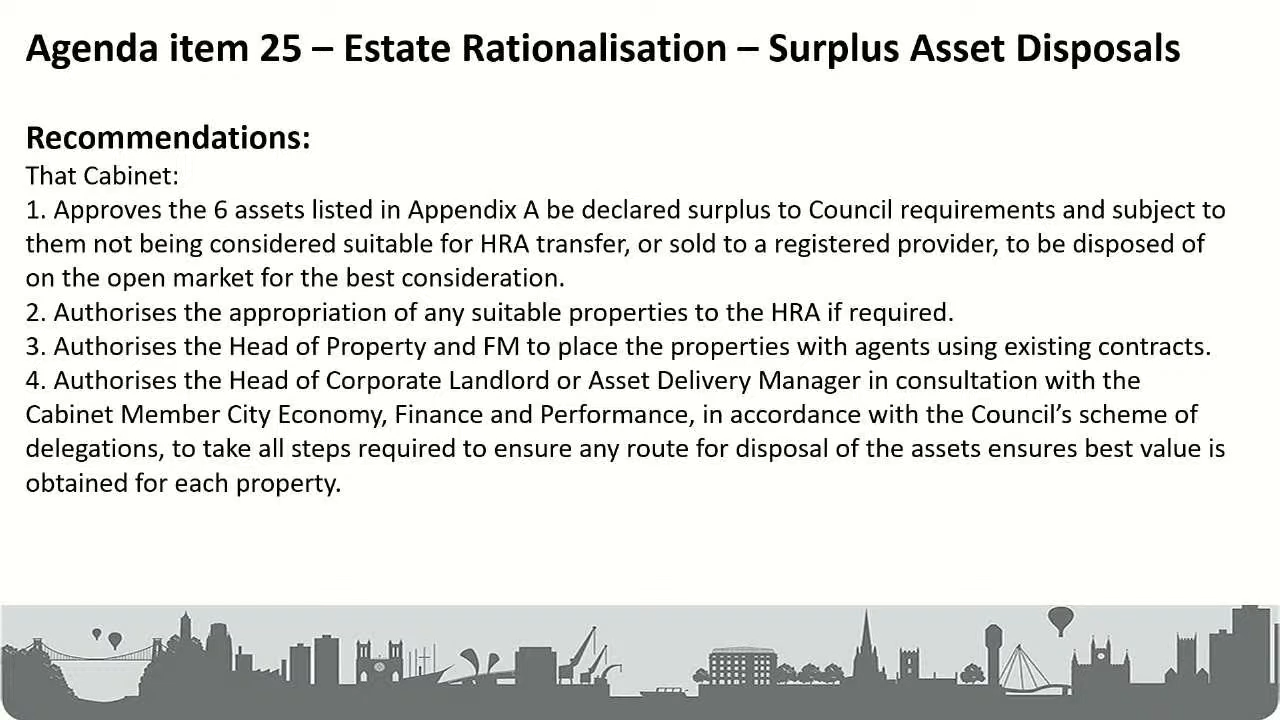 Agenda item 25 – Estate Rationalisation – Surplus Asset Disposals
Recommendations:
That Cabinet:
1. Approves the 6 assets listed in Appendix A be declared surplus to Council requirements and subject to
them not being considered suitable for HRA transfer, or sold to a registered provider, to be disposed of
on the open market for the best consideration.
2. Authorises the appropriation of any suitable properties to the HRA if required.
3. Authorises the Head of Property and FM to place the properties with agents using existing contracts.
4. Authorises the Head of Corporate Landlord or Asset Delivery Manager in consultation with the
Cabinet Member City Economy, Finance and Performance, in accordance with the Council’s scheme of
delegations, to take all steps required to ensure any route for disposal of the assets ensures best value is
obtained for each property.